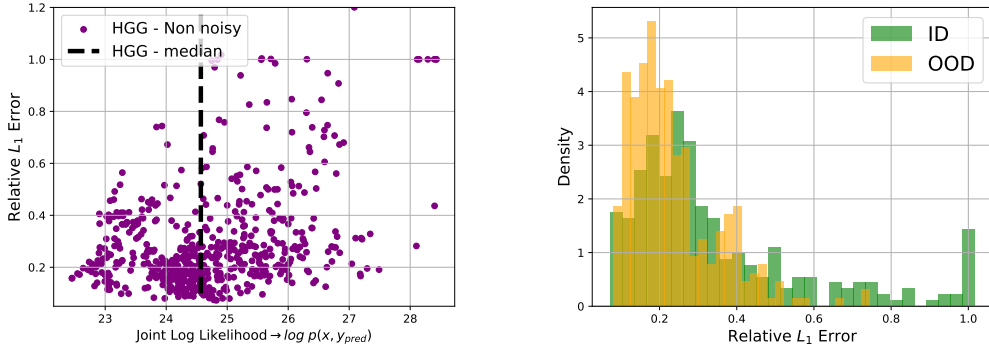 HGG - Non noisy
HGG - median
Relative L1 Error
1.2
1.0
0.8
0.6
0.4
0.2
23 24 25 26 27 28
Joint Log Likelihood → log p(x, ypred)
ID
OOD
Density
5
4
3
2
1
0
0.2 0.4 0.6 0.8 1.0
Relative L1 Error